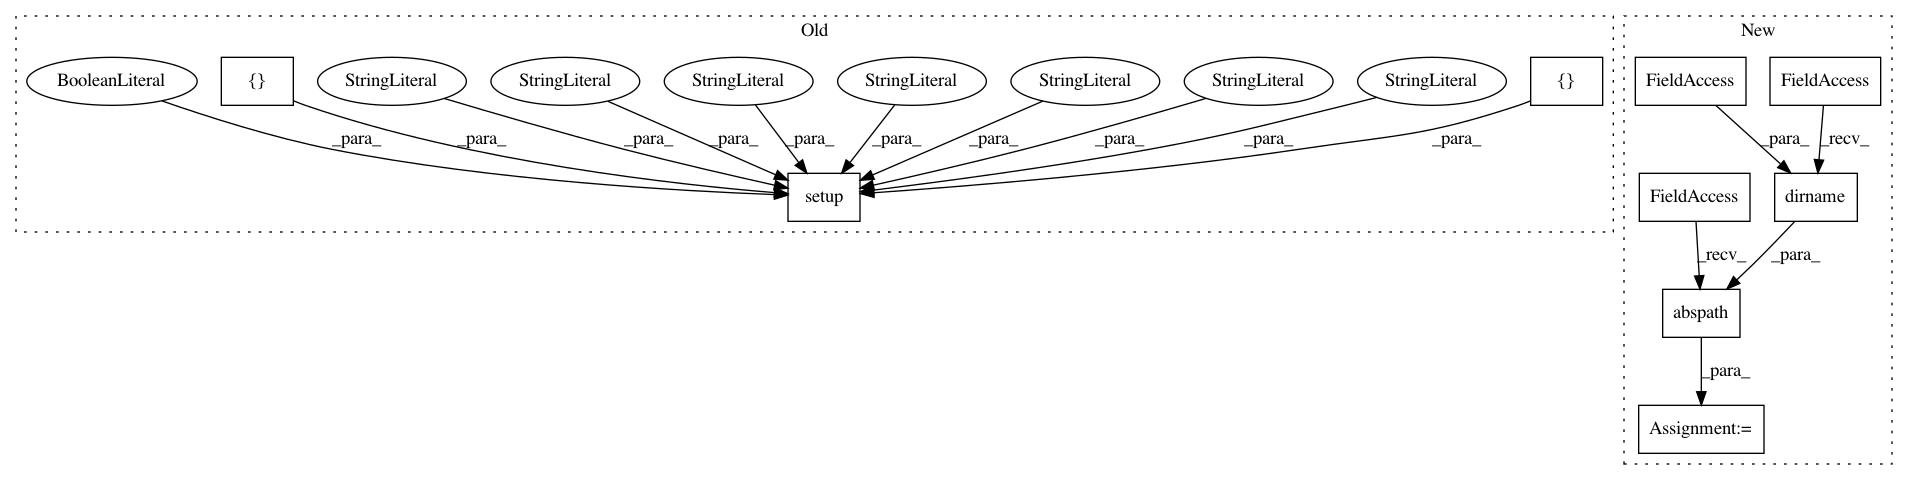 Old
New
BooleanLiteral
{}
StringLiteral
StringLiteral
StringLiteral
StringLiteral
StringLiteral
StringLiteral
StringLiteral
{}
FieldAccess
FieldAccess
_para_
_para_
_para_
_para_
_para_
_para_
_para_
_para_
_para_
_para_
_para_
_recv_
setup
FieldAccess
dirname
_recv_
_para_
abspath
_para_
Assignment:=